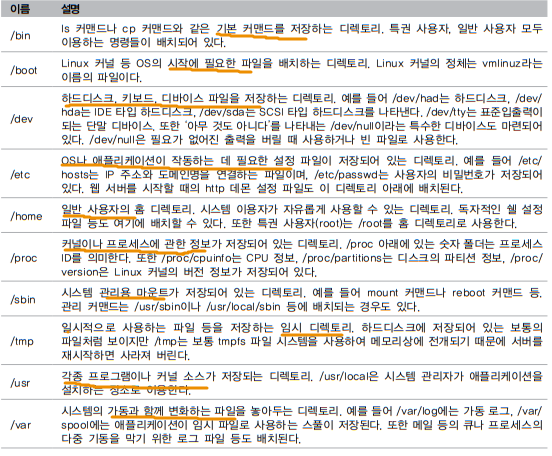 이름 설명
/bin
ls 커맨드나 cp 커맨드와 같은 기본 커맨드를 저장하는 디렉토리. 특권 사용자, 일반 사용자 모두
이용하는 명령들이 배치되어 있다.
/boot
Linux 커널 등 OS의 시작에 필요한 파일을 배치하는 디렉토리. Linux 커널의 정체는 vmlinuz라는
이름의 파일이다.
/dev
하드디스크, 키보드, 디바이스 파일을 저장하는 디렉토리. 예를 들어 /dev/had는 하드디스크, /dev/
hda는 IDE 타입 하드디스크, /dev/sda는 SCSI 타입 하드디스크를 나타낸다. /dev/tty는 표준입출력이
되는 단말 디바이스, 또한 '아무 것도 아니다'를 나타내는 /dev/null이라는 특수한 디바이스도 마련되어
있다. /dev/null은 필요가 없어진 출력을 버릴 때 사용하거나 빈 파일로 사용한다.
/etc
OS나 애플리케이션이 작동하는 데 필요한 설정 파일이 저장되어 있는 디렉토리. 예를 들어 /etc/
hosts는 IP 주소와 도메인명을 연결하는 파일이며, /etc/passwd는 사용자의 비밀번호가 저장되어
있다. 웹 서버를 시작할 때의 http 데몬 설정 파일도 이 디렉토리 아래에 배치된다.
/home
일반 사용자의 홈 디렉토리. 시스템 이용자가 자유롭게 사용할 수 있는 디렉토리. 독자적인 쉘 설정
파일 등도 여기에 배치할 수 있다. 또한 특권 사용자(root)는 /root를 홈 디렉토리로 사용한다.
/proc
커널이나 프로세스에 관한 정보가 저장되어 있는 디렉토리. /proc 아래에 있는 숫자 폴더는 프로세스
ID를 의미한다. 또한 /proc/cpuinfo는 CPU 정보, /proc/partitions는 디스크의 파티션 정보, /proc/
version은 Linux 커널의 버전 정보가 저장되어 있다.
/sbin
시스템 관리용 마운트가 저장되어 있는 디렉토리. 예를 들어 mount 커맨드나 reboot 커맨드 등.
관리 커맨드는 /usr/sbin이나 /usr/local/sbin 등에 배치되는 경우도 있다.
/tmp
일시적으로 사용하는 파일 등을 저장하는 임시 디렉토리. 하드디스크에 저장되어 있는 보통의
파일처럼 보이지만 /tmp는 보통 tmpfs 파일 시스템을 사용하여 메모리상에 전개되기 때문에 서버를
재시작하면 사라져 버린다.
/usr
각종 프로그램이나 커널 소스가 저장되는 디렉토리. /usr/local은 시스템 관리자가 애플리케이션을
설치하는 장소로 이용한다.
/var
시스템의 가동과 함께 변화하는 파일을 놓아두는 디렉토리. 예를 들어 /var/log에는 가동 로그, /var/
spool에는 애플리케이션이 임시 파일로 사용하는 스풀이 저장된다. 또한 메일 등의 큐나 프로세스의
다중 기동을 막기 위한 로그 파일 등도 배치된다.